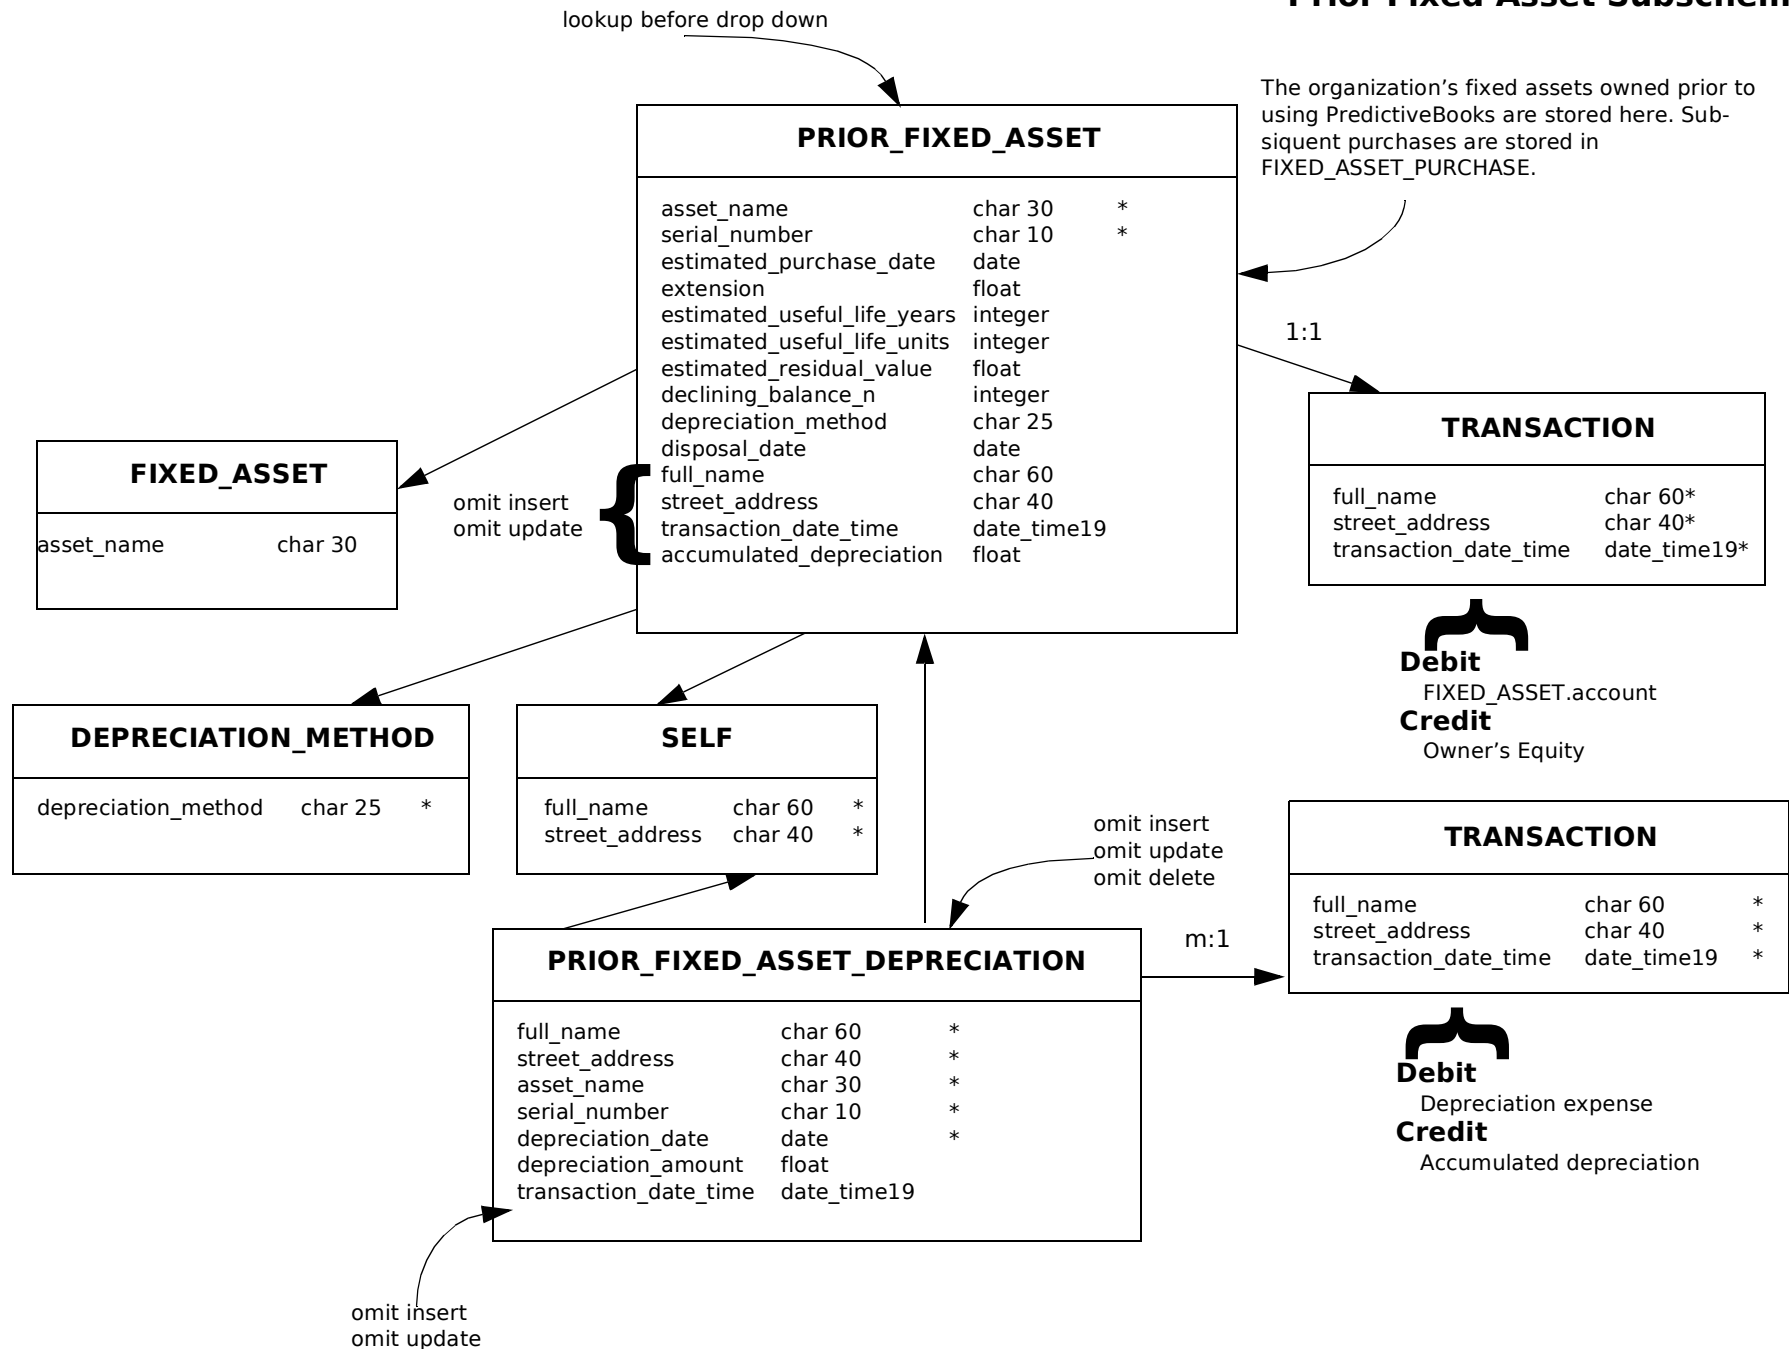 Prior Fixed Asset
lookup before drop down
The organization’s fixed assets owned prior to
using PredictiveBooks are stored here. Sub-
siquent purchases are stored in
FIXED_ASSET_PURCHASE.
PRIOR_FIXED_ASSET
asset_name char 30 *
serial_number char 10 *
estimated_purchase_date date
extension float
estimated_useful_life_years integer
estimated_useful_life_units integer
estimated_residual_value float
declining_balance_n integer
depreciation_method char 25
disposal_date date
full_name char 60
street_address char 40
transaction_date_time date_time19
accumulated_depreciation float
omit insert
omit update
1:1
TRANSACTION
full_name char 60*
street_address char 40*
transaction_date_time date_time19*
Debit
FIXED_ASSET.account
Credit
Owner’s Equity
FIXED_ASSET
asset_name char 30
DEPRECIATION_METHOD
depreciation_method char 25 *
SELF
full_name char 60 *
street_address char 40 *
omit insert
omit update
omit delete
m:1
TRANSACTION
full_name char 60 *
street_address char 40 *
transaction_date_time date_time19 *
Debit
Depreciation expense
Credit
Accumulated depreciation
PRIOR_FIXED_ASSET_DEPRECIATION
full_name char 60 *
street_address char 40 *
asset_name char 30 *
serial_number char 10 *
depreciation_date date *
depreciation_amount float
transaction_date_time date_time19
omit insert
omit update